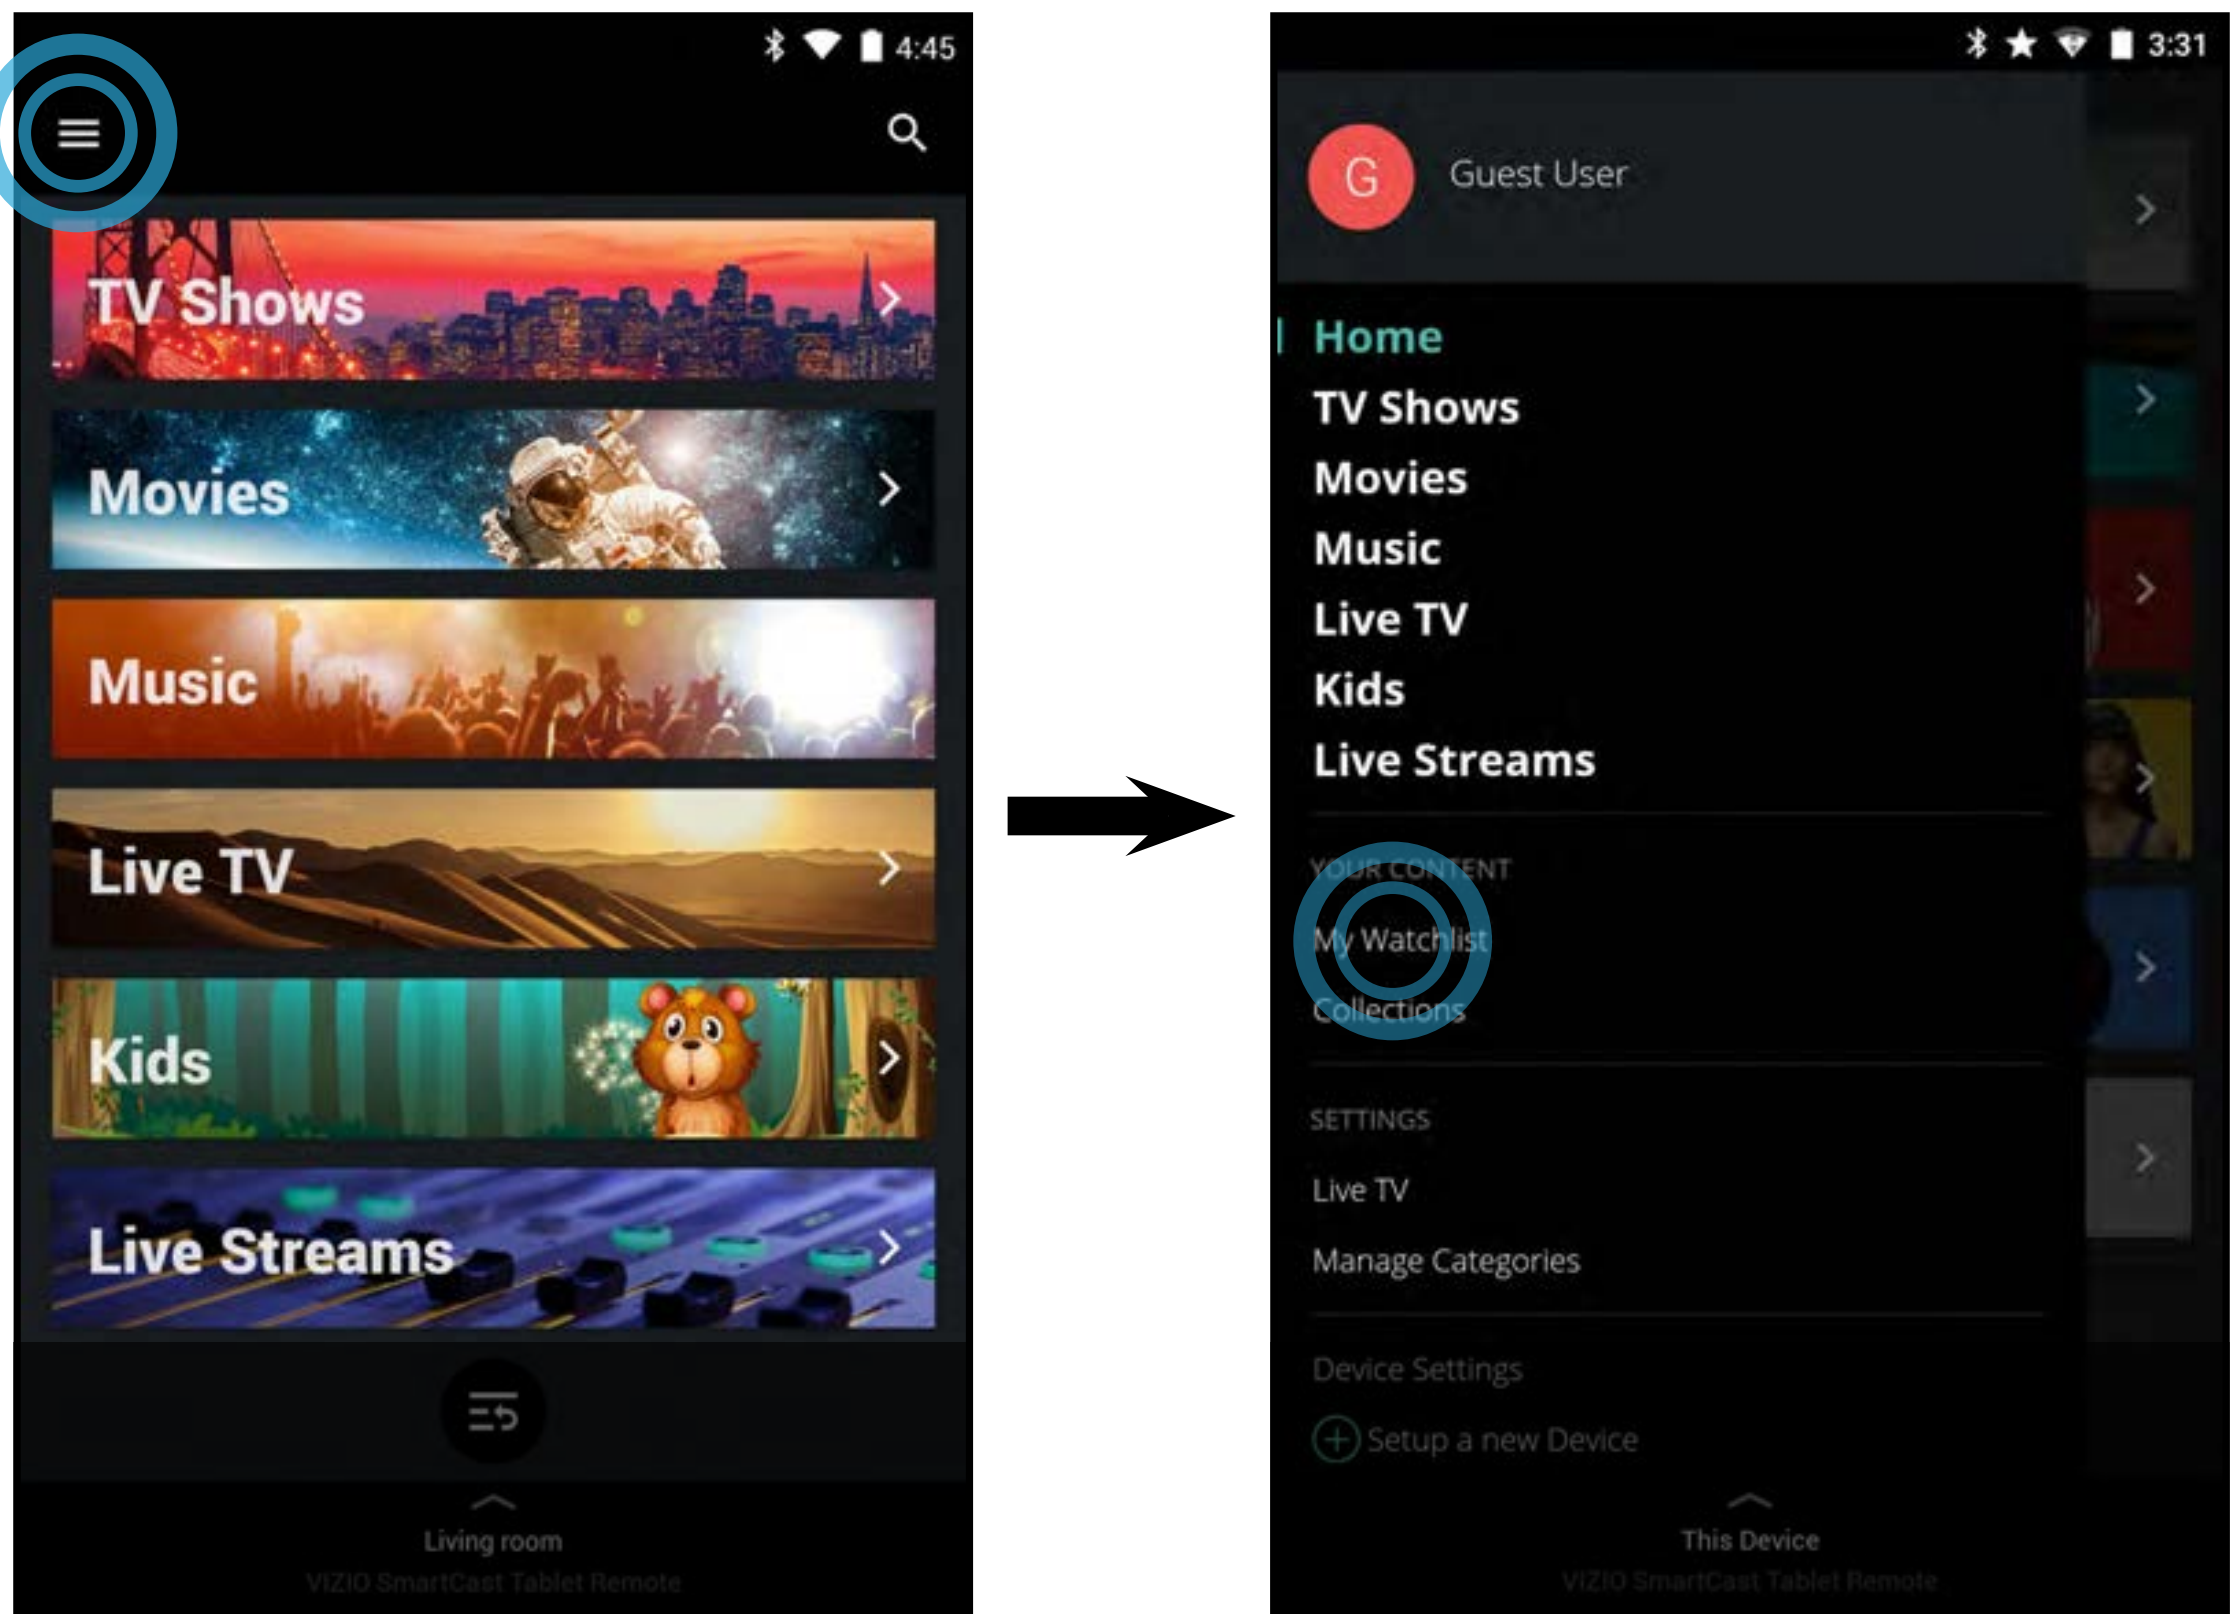 4:45
TV Shows
Movies
Music
Live TV
Kids
Live Streams
Living room
VIZIO SmartCast Tablet Remote
3:31
G
Guest User
Home
TV Shows
Movies
Music
Live TV
Kids
Live Streams
YOUR CONTENT
My Watchlist
Collections
SETTINGS
Live TV
Manage Categories
Device Settings
Setup a new Device
This Device
VIZIO SmartCast Tablet Remote